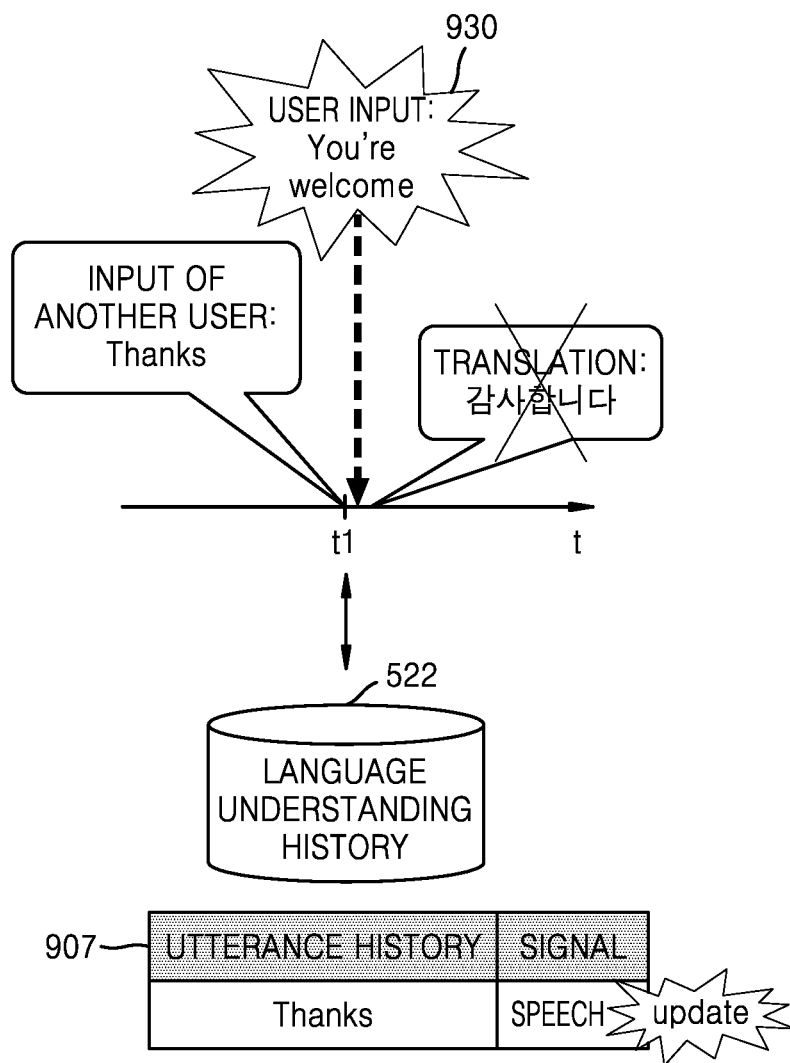 930
USER INPUT:
You're
welcome
INPUT OF
ANOTHER USER:
Thanks
TRANSLATION:
감사합니다
t1
t
522
LANGUAGE
UNDERSTANDING
HISTORY
907
UTTERANCE HISTORY SIGNAL
Thanks SPEECH update